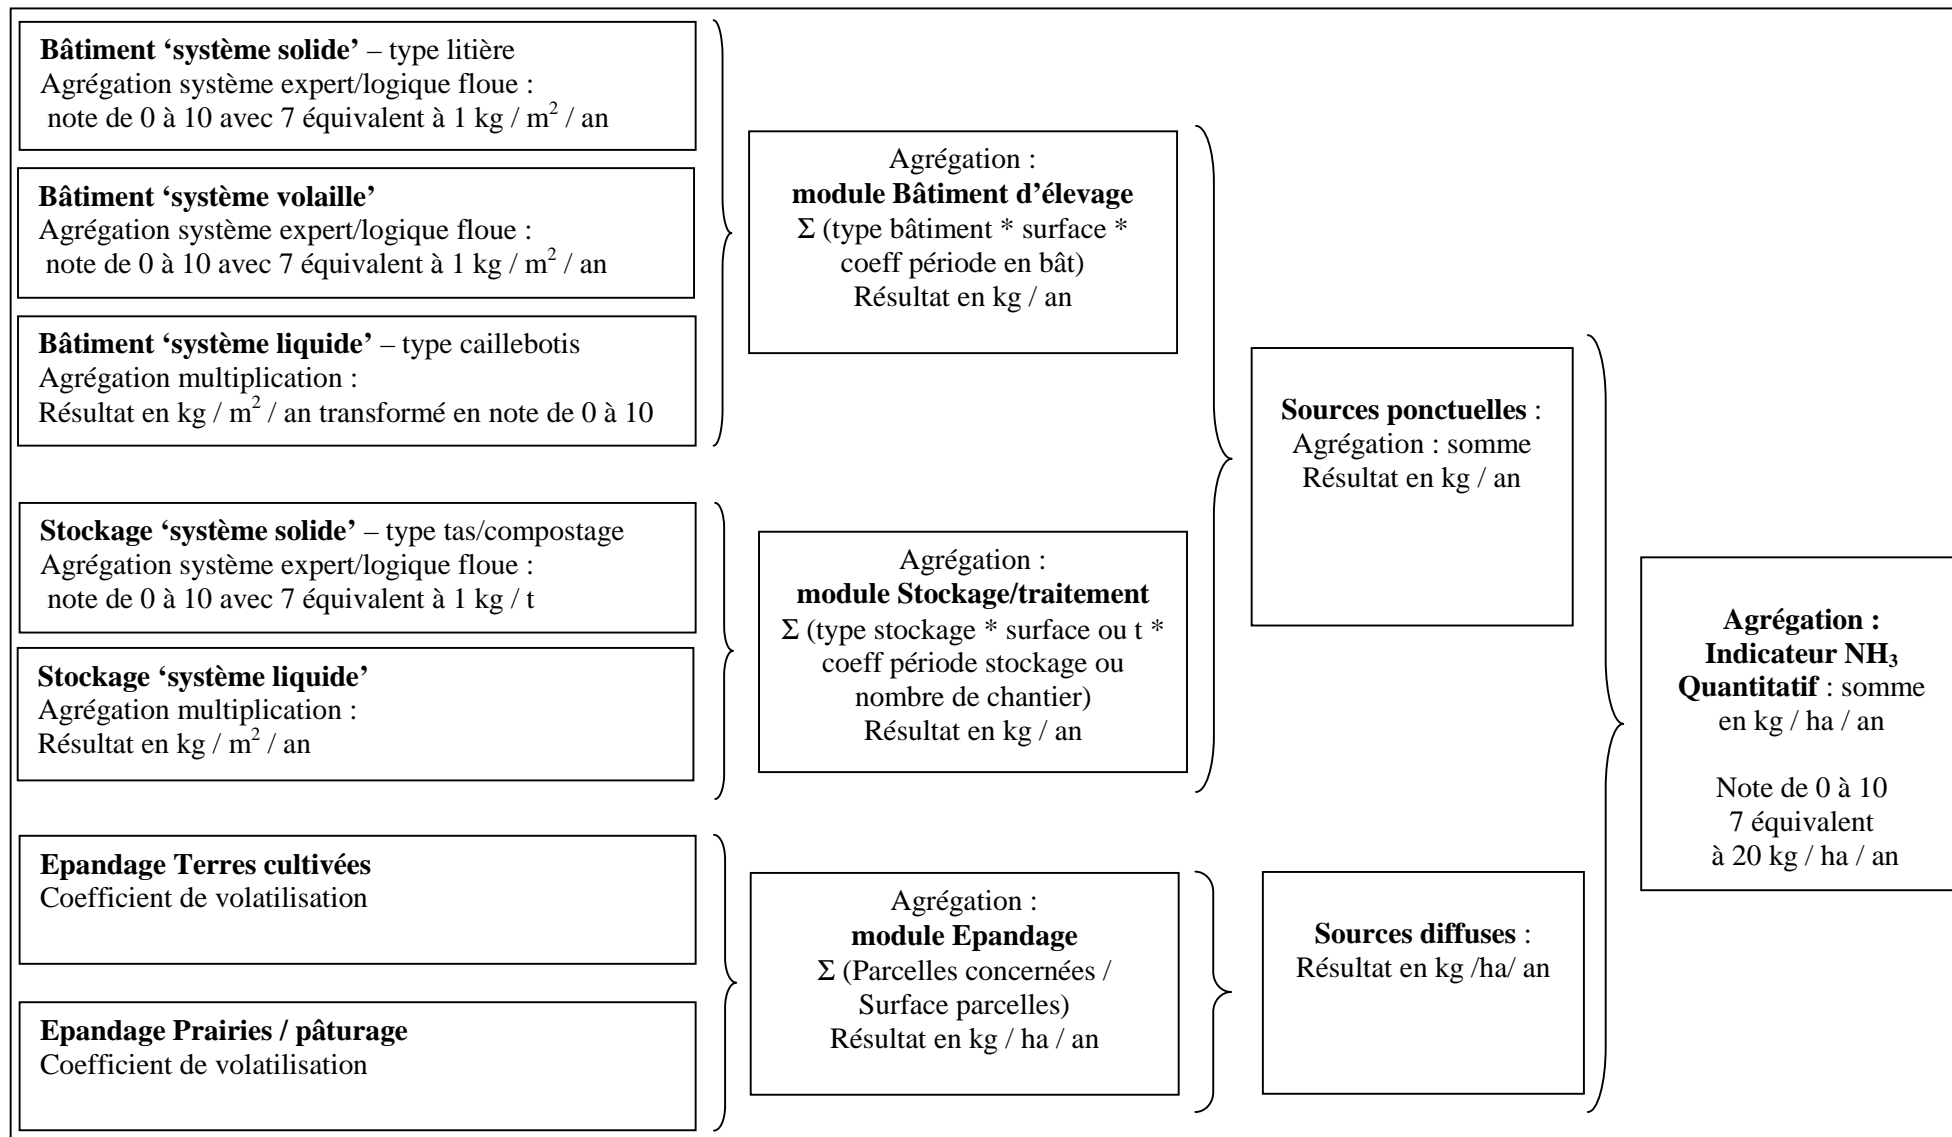 Bâtiment ‘système solide’ – type litière
Agrégation système expert/logique floue :
note de 0 à 10 avec 7 équivalent à 1 kg / m² / an
Bâtiment ‘système volaille’
Agrégation système expert/logique floue :
note de 0 à 10 avec 7 équivalent à 1 kg / m² / an
Bâtiment ‘système liquide’ – type caillebotis
Agrégation multiplication :
Résultat en kg / m² / an transformé en note de 0 à 10
Stockage ‘système solide’ – type tas/compostage
Agrégation système expert/logique floue :
note de 0 à 10 avec 7 équivalent à 1 kg / t
Stockage ‘système liquide’
Agrégation multiplication :
Résultat en kg / m² / an
Epandage Terres cultivées
Coefficient de volatilisation
Epandage Prairies / pâturage
Coefficient de volatilisation
Agrégation :
module Bâtiment d’élevage
Σ (type bâtiment * surface *
coeff période en bât)
Résultat en kg / an
Agrégation :
module Stockage/traitement
Σ (type stockage * surface ou t *
coeff période stockage ou
nombre de chantier)
Résultat en kg / an
Agrégation :
module Epandage
Σ (Parcelles concernées /
Surface parcelles)
Résultat en kg / ha / an
Sources ponctuelles :
Agrégation : somme
Résultat en kg / an
Sources diffuses :
Résultat en kg /ha/ an
Agrégation :
Indicateur NH₃
Quantitatif : somme
en kg / ha / an
Note de 0 à 10
7 équivalent
à 20 kg / ha / an